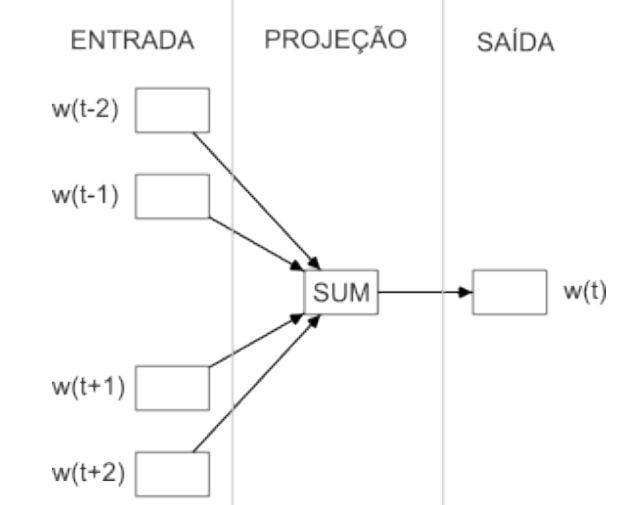 ENTRADA PROJEÇÃO SAÍDA
w(t-2)
w(t-1)
SUM w(t)
w(t+1)
w(t+2)